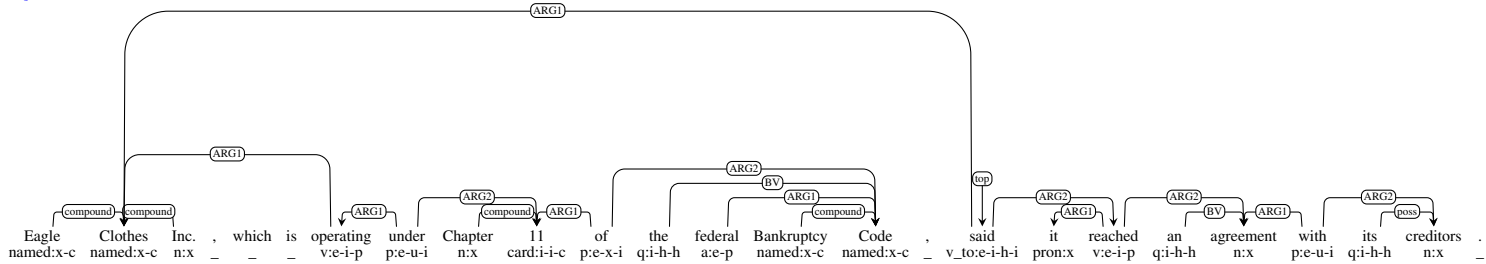 ARG1
ARG1
ARG2
BV
top
compound compound ARG1 ARG2 compound ARG1 ARG1 compound ARG2 ARG1 ARG2 BV ARG1 ARG2 poss
Eagle Clothes Inc. , which is operating under Chapter 11 of the federal Bankruptcy Code , said it reached an agreement with its creditors .
named:x-c named:x-c n:x _ _ _ v:e-i-p p:e-u-i n:x card:i-i-c p:e-x-i q:i-h-h a:e-p named:x-c named:x-c _ v_to:e-i-h-i pron:x v:e-i-p q:i-h-h n:x p:e-u-i q:i-h-h n:x _